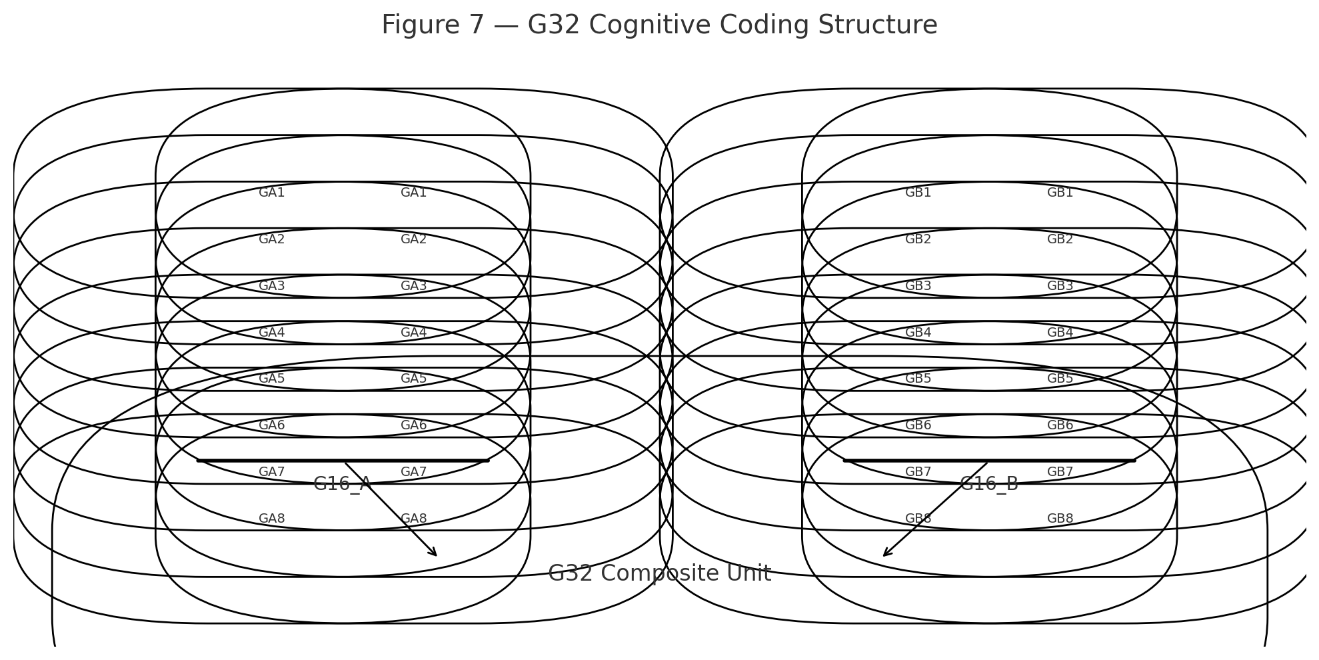 Figure 7 — G32 Cognitive Coding Structure
GA1 GA1 GB1 GB1
GA2 GA2 GB2 GB2
GA3 GA3 GB3 GB3
GA4 GA4 GB4 GB4
GA5 GA5 GB5 GB5
GA6 GA6 GB6 GB6
GA7 GA7 GB7 GB7
G16_A G16_B
GA8 GA8 GB8 GB8
G32 Composite Unit